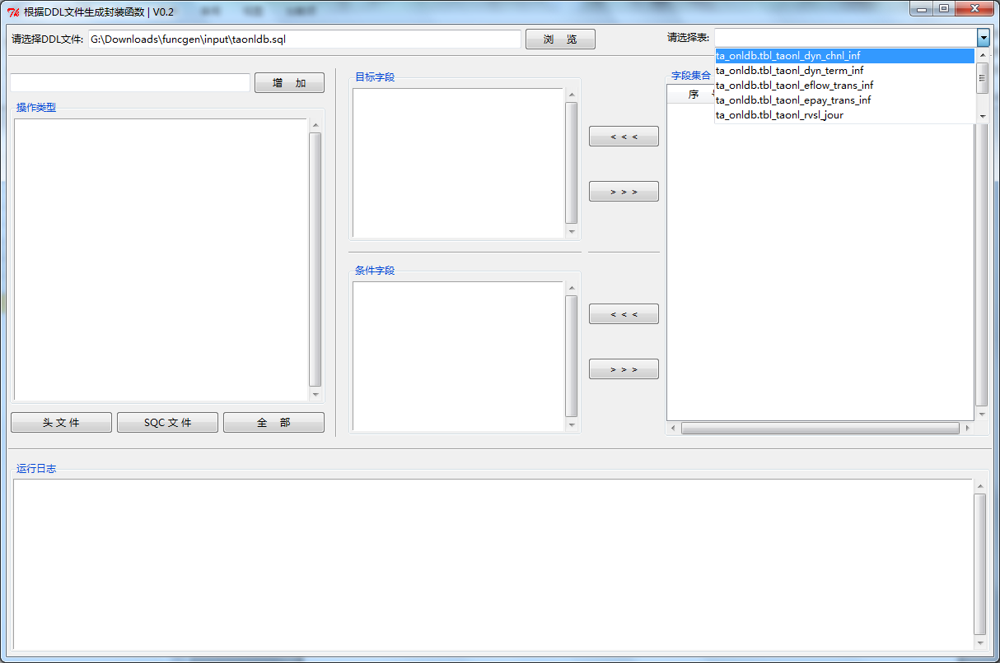 根据DDL文件生成封装函数 | V0.2
请选择DDL文件: G:\Downloads\funcgen\input\taonldb.sql 浏 览 请选择表:
ta_onldb.tbl_taonl_dyn_chnl_inf
ta_onldb.tbl_taonl_dyn_term_inf
ta_onldb.tbl_taonl_eflow_trans_inf
ta_onldb.tbl_taonl_epay_trans_inf
ta_onldb.tbl_taonl_rvsl_jour
增 加
操作类型
目标字段
字段集合
序
< < <
> > >
条件字段
< < <
> > >
头 文 件 SQC 文 件 全 部
运行日志